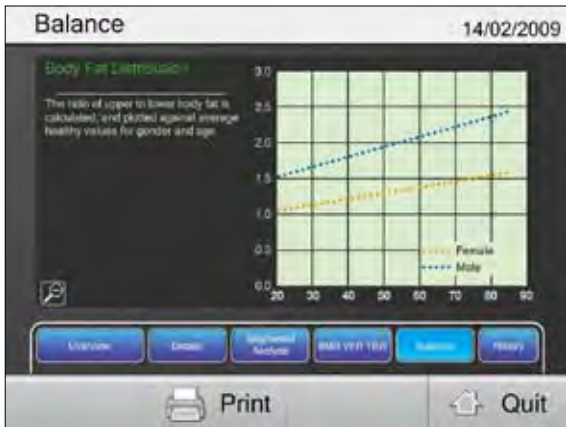 Balance
14/02/2009
Body Fat Distribution
The ratio of upper to lower body fat is
calculated, and plotted against average
healthy values for gender and age
3.0
2.5
2.0
1.5
1.0
0.0
20 30 40 50 60 70 80 90
Female
Male
Overview
Details
Segmental
Analysis
BMR VFR TBW
Balance
History
Print
Quit